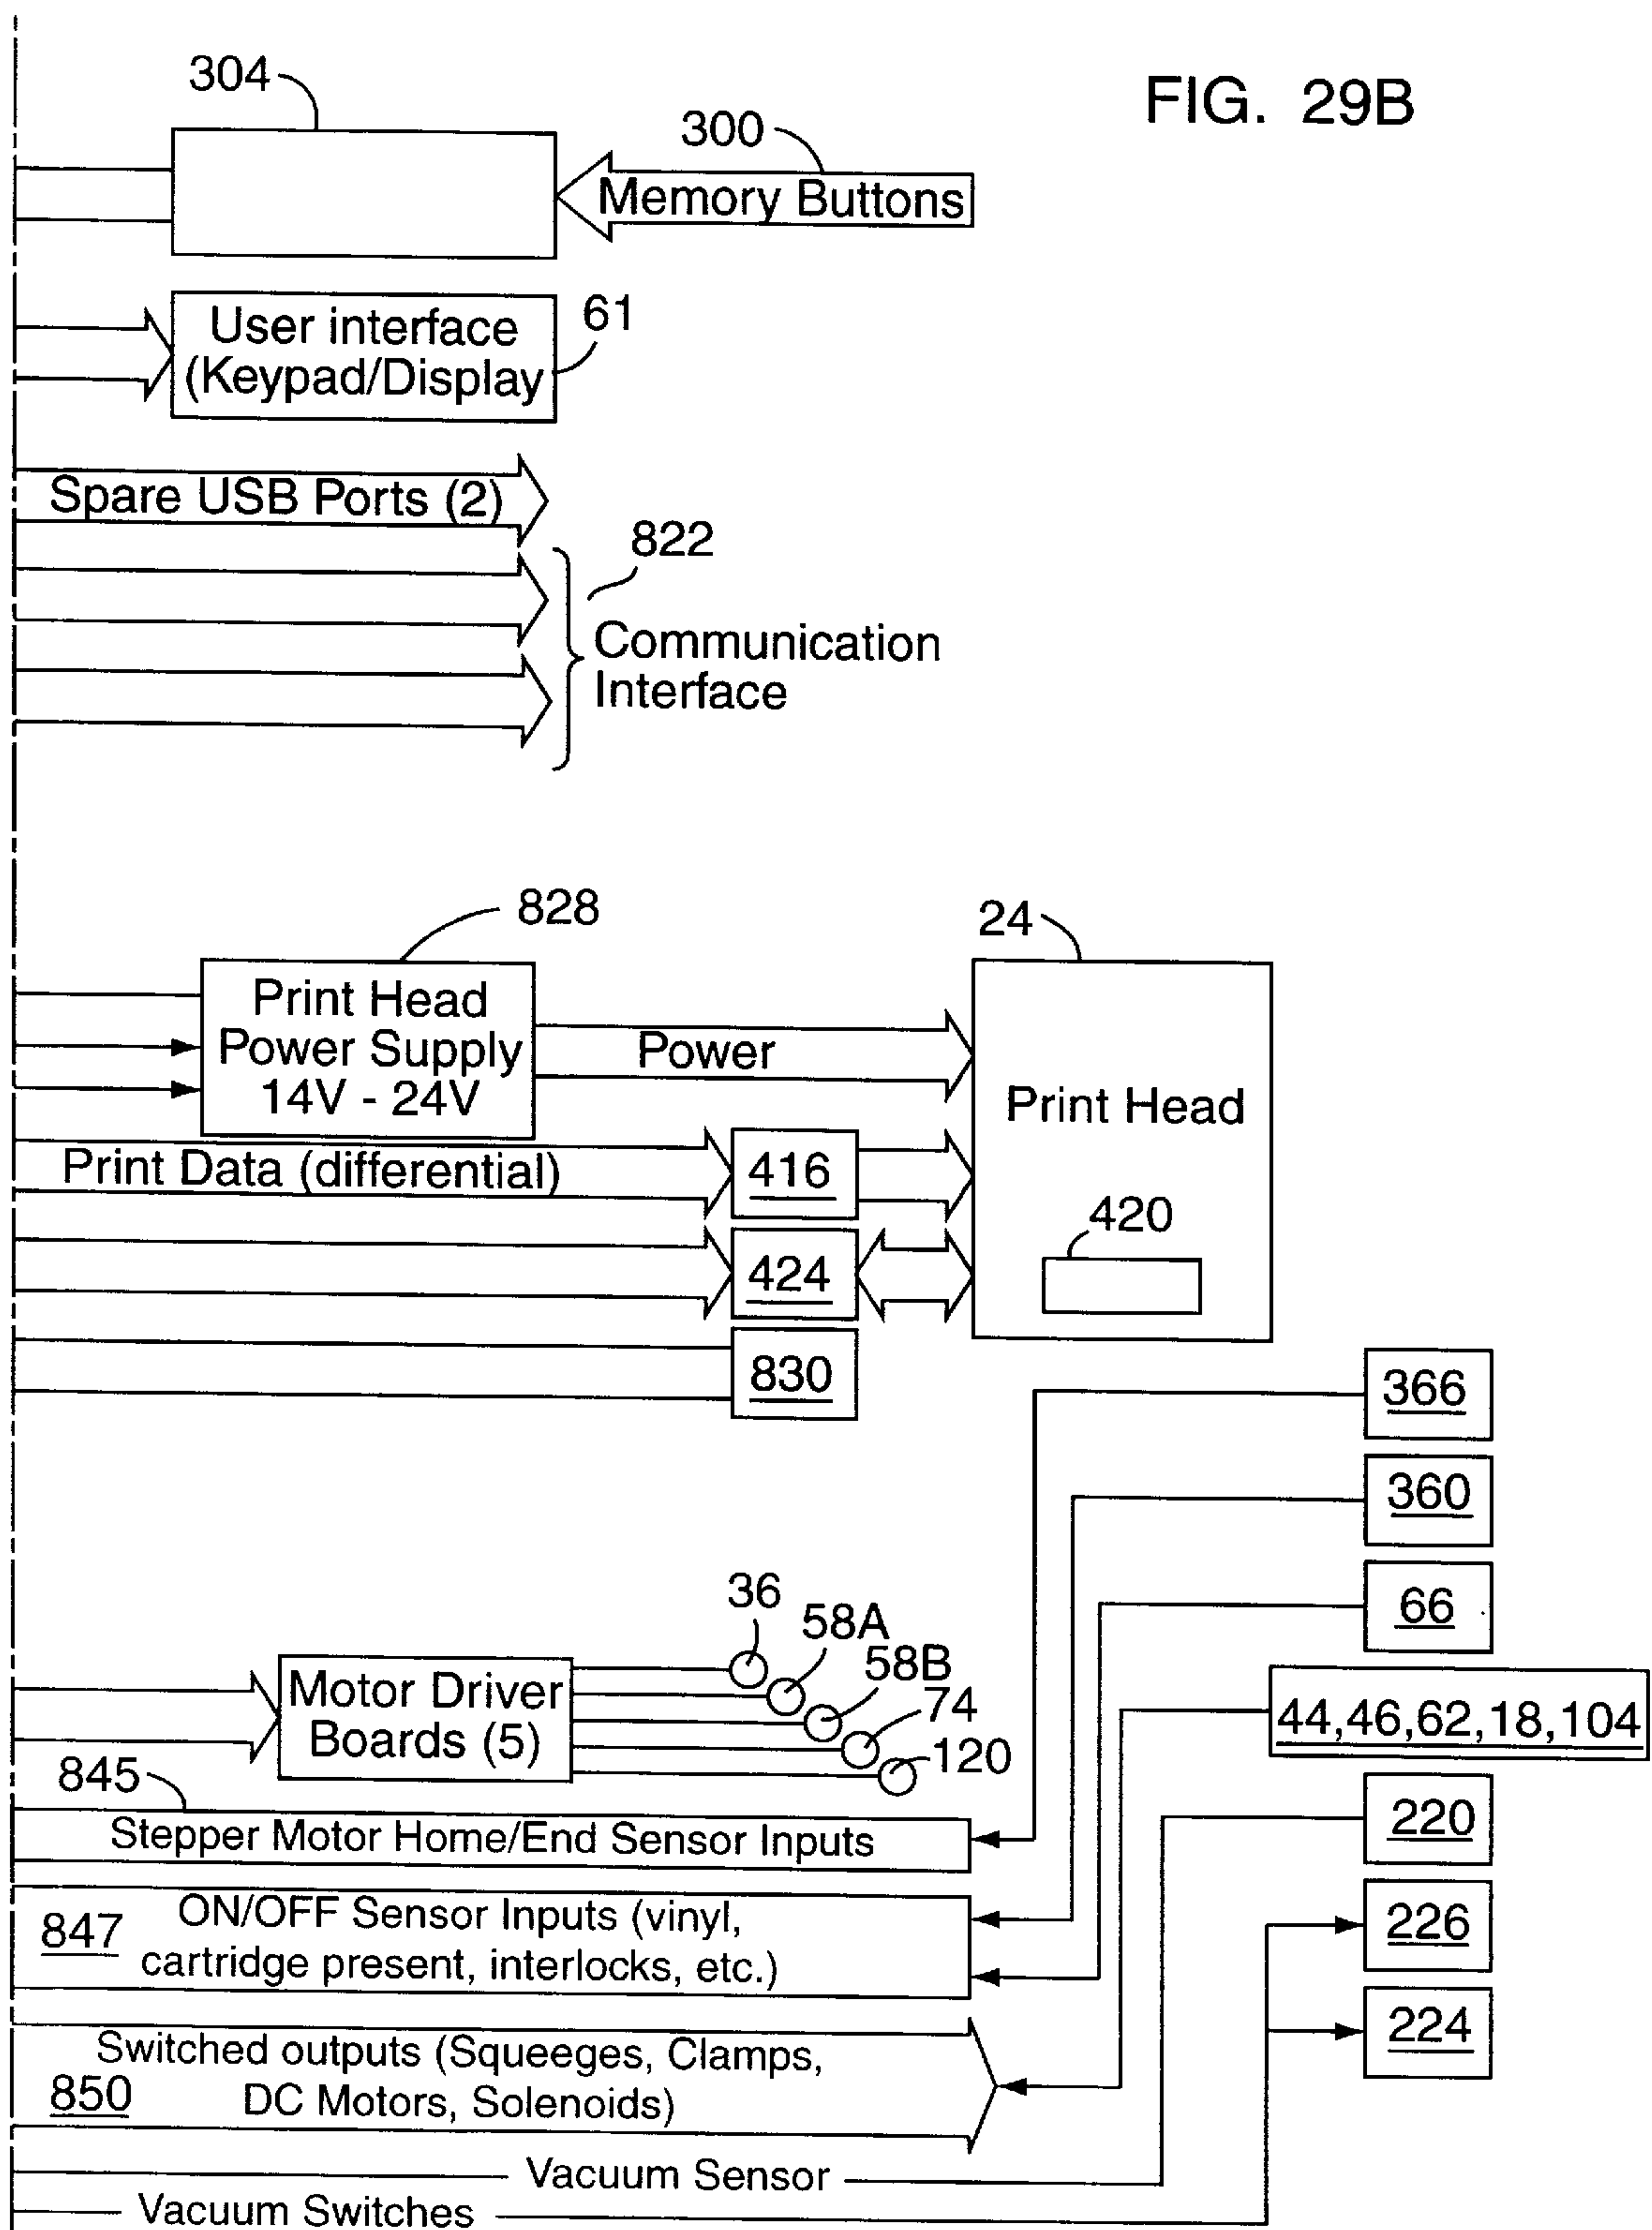 FIG. 29B
304
300
Memory Buttons
User interface
(Keypad/Display
61
Spare USB Ports (2)
822
Communication
Interface
828
24
Print Head
Power Supply
14V - 24V
Power
Print Head
Print Data (differential)
416
420
424
830
366
360
66
36
58A
58B
74
120
Motor Driver
Boards (5)
44,46,62,18,104
845
Stepper Motor Home/End Sensor Inputs
220
847
ON/OFF Sensor Inputs (vinyl,
cartridge present, interlocks, etc.)
226
224
Switched outputs (Squeeges, Clamps,
DC Motors, Solenoids)
850
Vacuum Sensor
Vacuum Switches